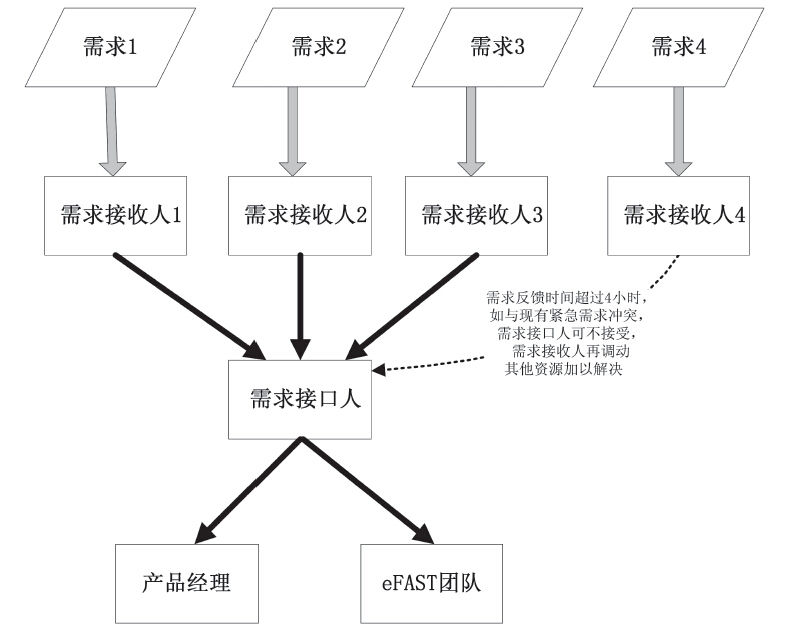 需求1
需求2
需求3
需求4
需求接收人1
需求接收人2
需求接收人3
需求接收人4
需求反馈时间超过4小时，
如与现有紧急需求冲突，
需求接口人可不接受，
需求接收人再调动
其他资源加以解决
需求接口人
产品经理
eFAST团队